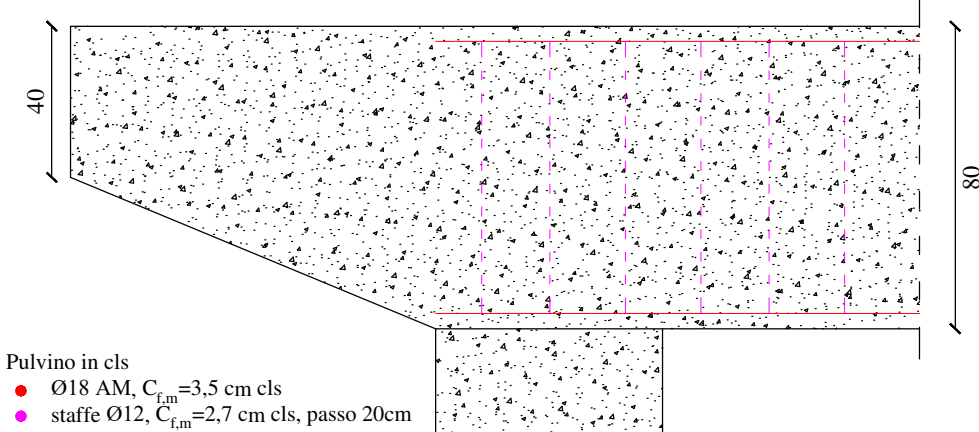 40
80
Pulvino in cls
Ø18 AM, C_f,m=3,5 cm cls
staffe Ø12, C_f,m=2,7 cm cls, passo 20cm